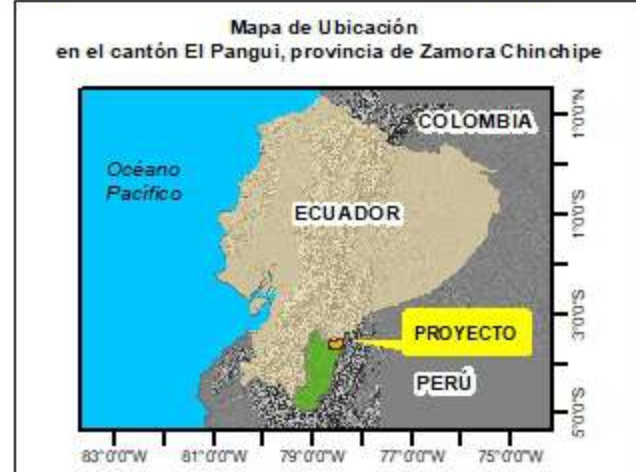 Mapa de Ubicación
en el cantón El Pangui, provincia de Zamora Chinchipe
COLOMBIA
Océano
Pacífico
ECUADOR
PROYECTO
PERÚ
1°0'0"N
1°0'0"S
3°0'0"S
5°0'0"S
83°0'0"W 81°0'0"W 79°0'0"W 77°0'0"W 75°0'0"W